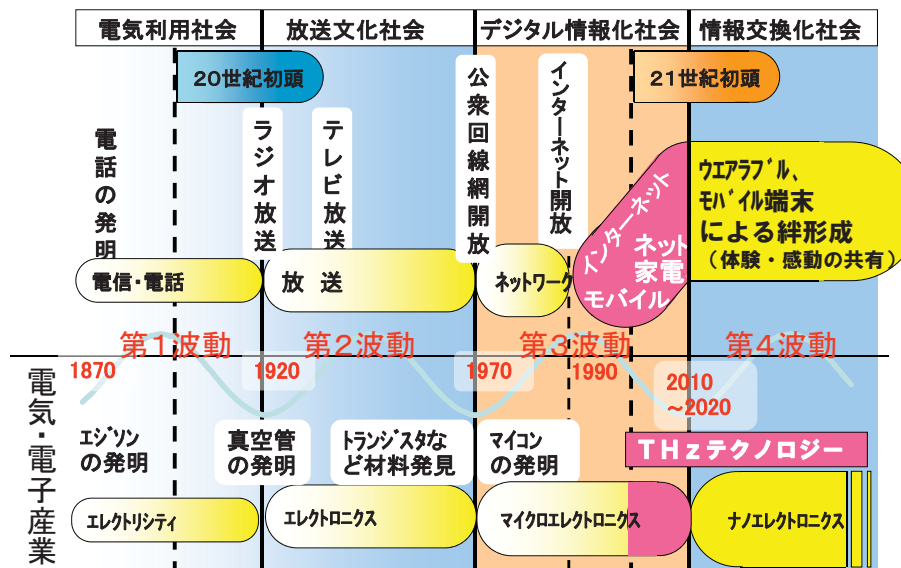 電気利用社会
放送文化社会
デジタル情報化社会
情報交換化社会
20世紀初頭
21世紀初頭
電話の発明
ラジオ放送
テレビ放送
公衆回線網開放
インターネット開放
電信・電話
放 送
ネットワーク
インターネット
ネット
家電
モバイル
ウエアラブル、
モバイル端末
による絆形成
(体験・感動の共有)
第1波動
第2波動
第3波動
第4波動
1870
1920
1970
1990
2010
~2020
電気・電子産業
エジソン
の発明
真空管
の発明
トランジスタな
ど材料発見
マイコン
の発明
THzテクノロジー
エレクトリシティ
エレクトロニクス
マイクロエレクトロニクス
ナノエレクトロニクス